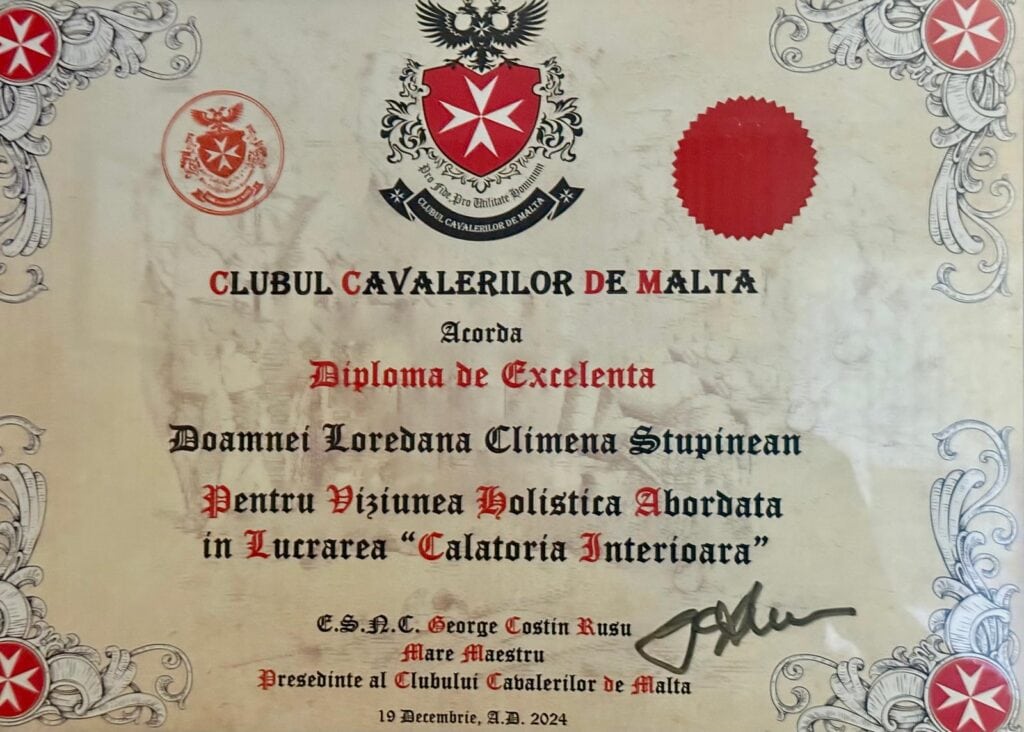 Pro Fide, Pro Utilitate Hominum
CLUBUL CAVALERILOR DE MALTA
CLUBUL CAVALERILOR DE MALTA
Acorda
Diploma de Excelenta
Doamnei Loredana Climena Stupinean
Pentru Viziunea Holistica Abordata
in Lucrarea “Calatoria Interioara”
E.S.N.C. George Costin Rusu
Mare Maestru
Presedinte al Clubului Cavalerilor de Malta
19 Decembrie, A.D. 2024